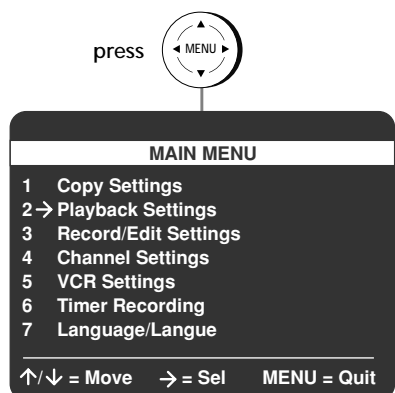 press
MENU
MAIN MENU
1 Copy Settings
2→ Playback Settings
3 Record/Edit Settings
4 Channel Settings
5 VCR Settings
6 Timer Recording
7 Language/Langue
↑/↓ = Move → = Sel MENU = Quit